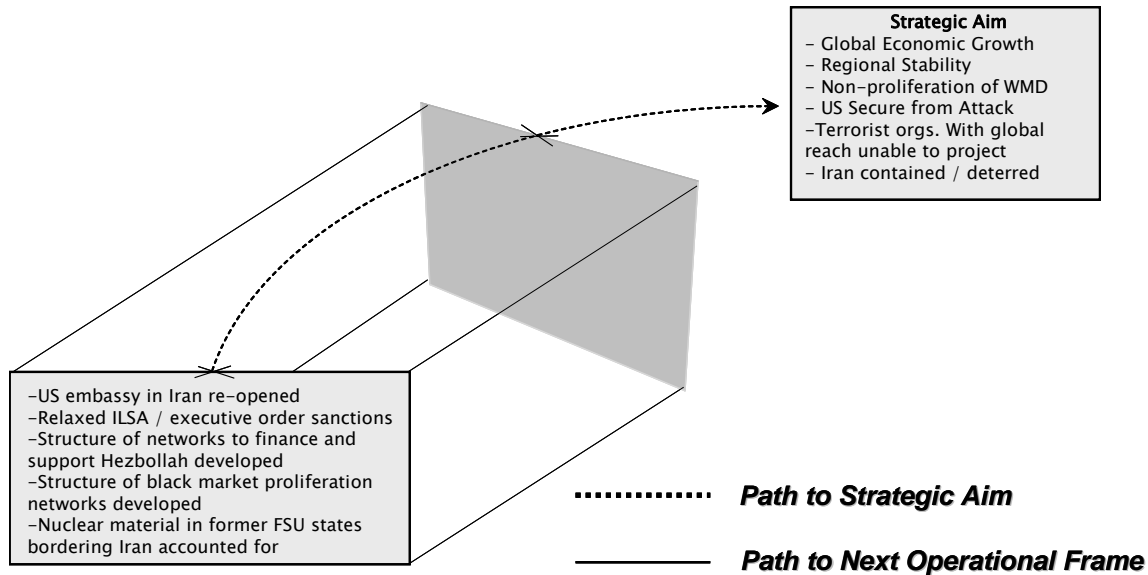 Strategic Aim
- Global Economic Growth
- Regional Stability
- Non-proliferation of WMD
- US Secure from Attack
-Terrorist orgs. With global
reach unable to project
- Iran contained / deterred
-US embassy in Iran re-opened
-Relaxed ILSA / executive order sanctions
-Structure of networks to finance and
support Hezbollah developed
-Structure of black market proliferation
networks developed
-Nuclear material in former FSU states
bordering Iran accounted for
Path to Strategic Aim
Path to Next Operational Frame